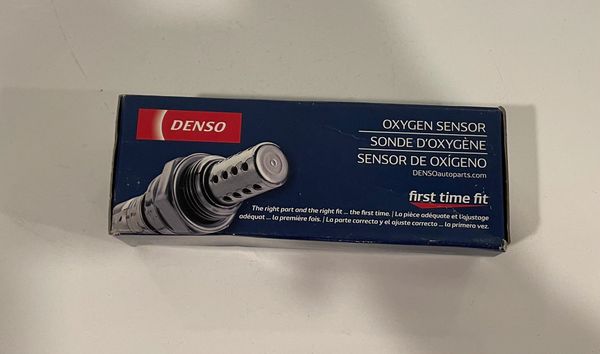 DENSO
OXYGEN SENSOR
SONDE D'OXYGÈNE
SENSOR DE OXÍGENO
DENSOautoparts.com
first time fit
The right part and the right fit ... the first time. | La pièce adéquate et l'ajustage
adéquat ... la première fois. | La parte correcta y el ajuste correcto ... la primera vez.